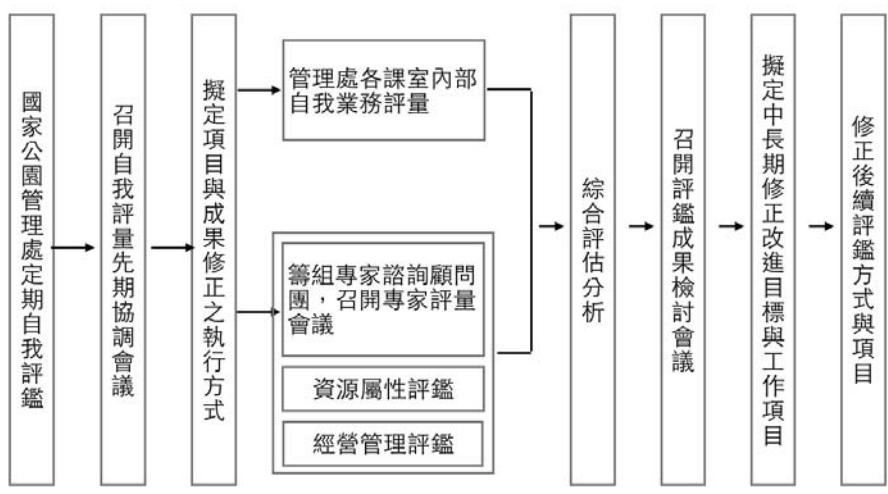 國家公園管理處定期自我評鑑
召開自我評量先期協調會議
擬定項目與成果修正之執行方式
管理處各課室內部
自我業務評量
籌組專家諮詢顧問
團，召開專家評量
會議
資源屬性評鑑
經營管理評鑑
綜合評估分析
召開評鑑成果檢討會議
擬定中長期修正改進目標與工作項目
修正後續評鑑方式與項目